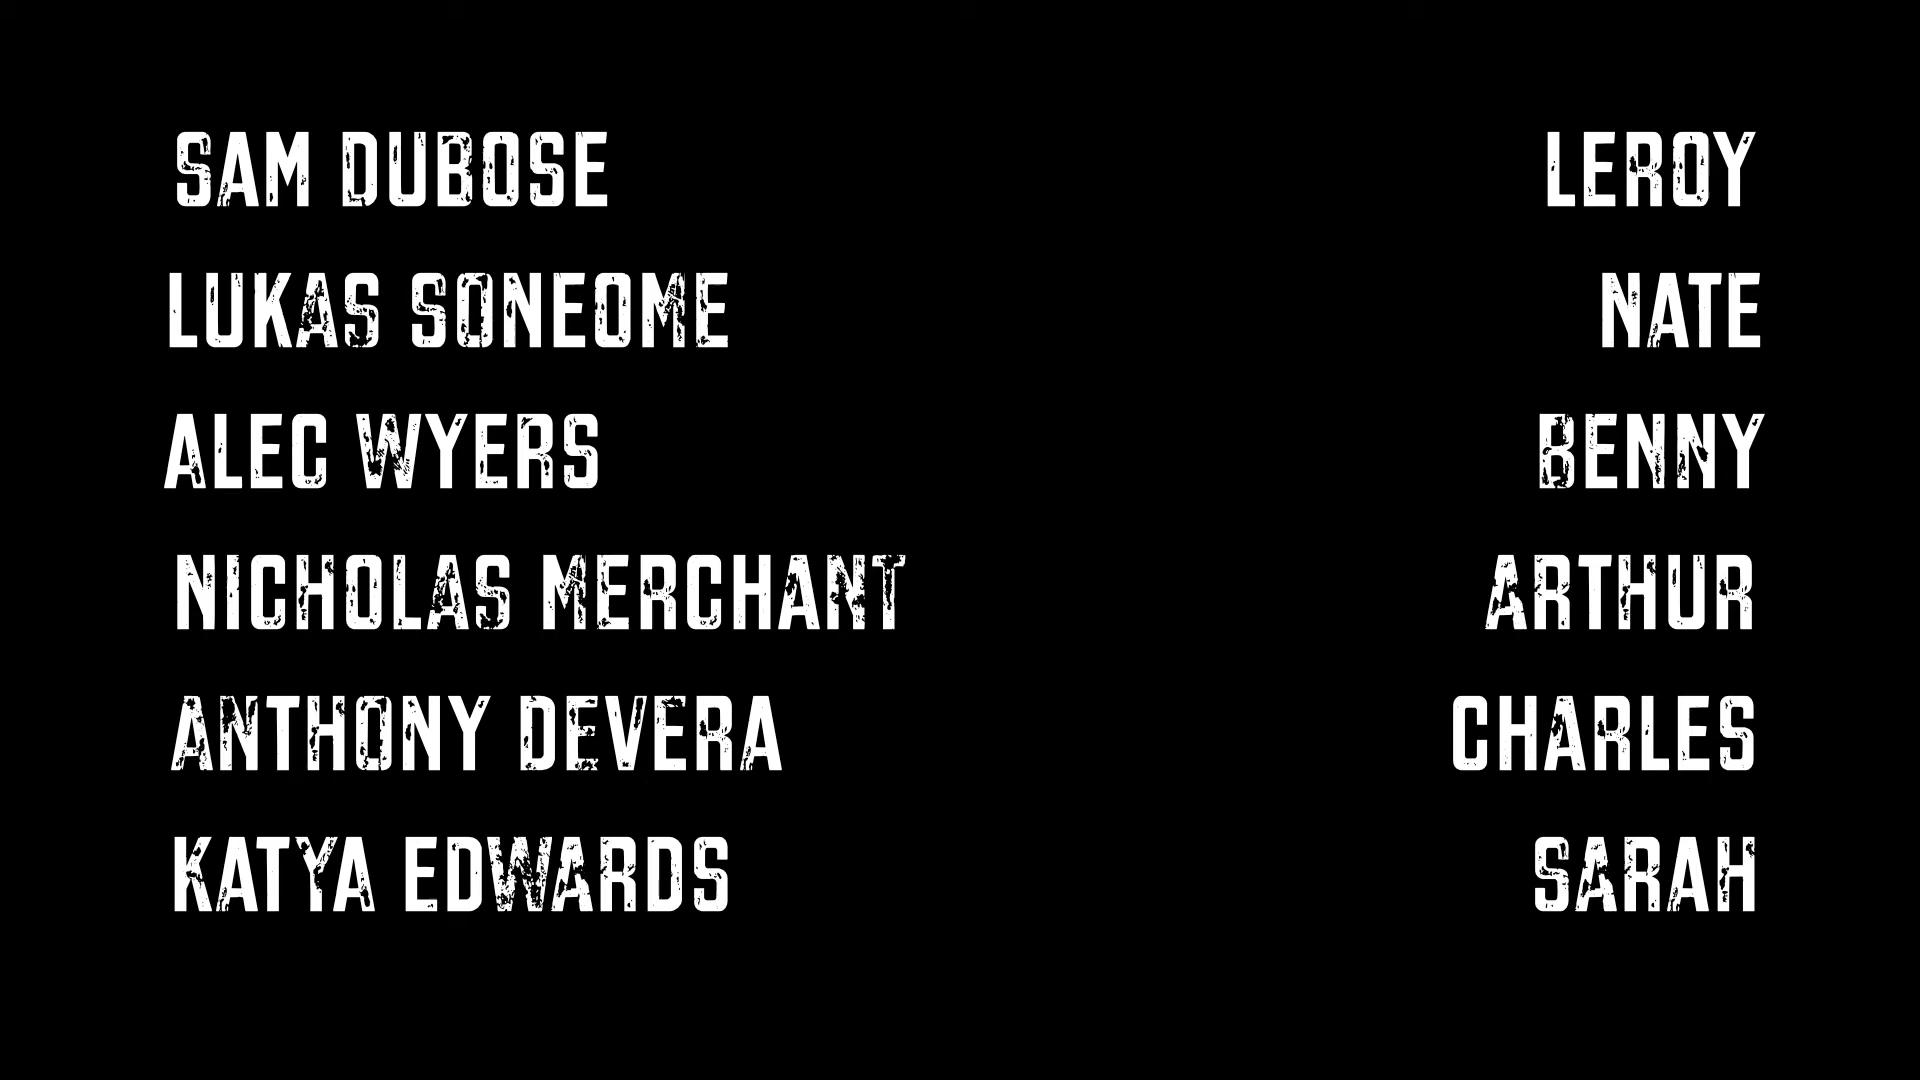 SAM DUBOSE LEROY
LUKAS SONEOME NATE
ALEC WYERS BENNY
NICHOLAS MERCHANT ARTHUR
ANTHONY DEVERA CHARLES
KATYA EDWARDS SARAH